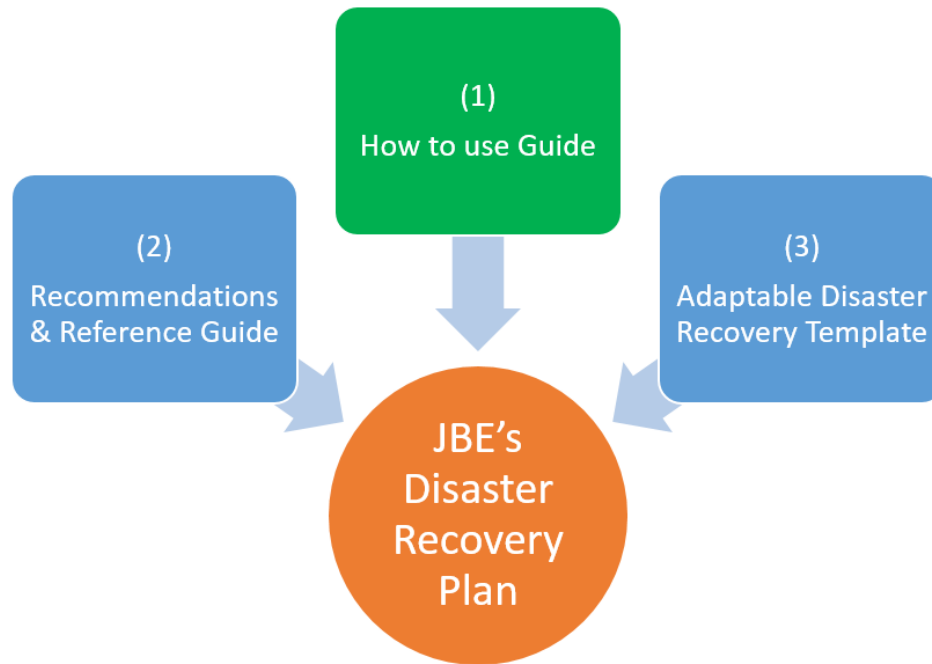 (1)
How to use Guide
(2)
Recommendations
& Reference Guide
(3)
Adaptable Disaster
Recovery Template
JBE’s
Disaster
Recovery
Plan